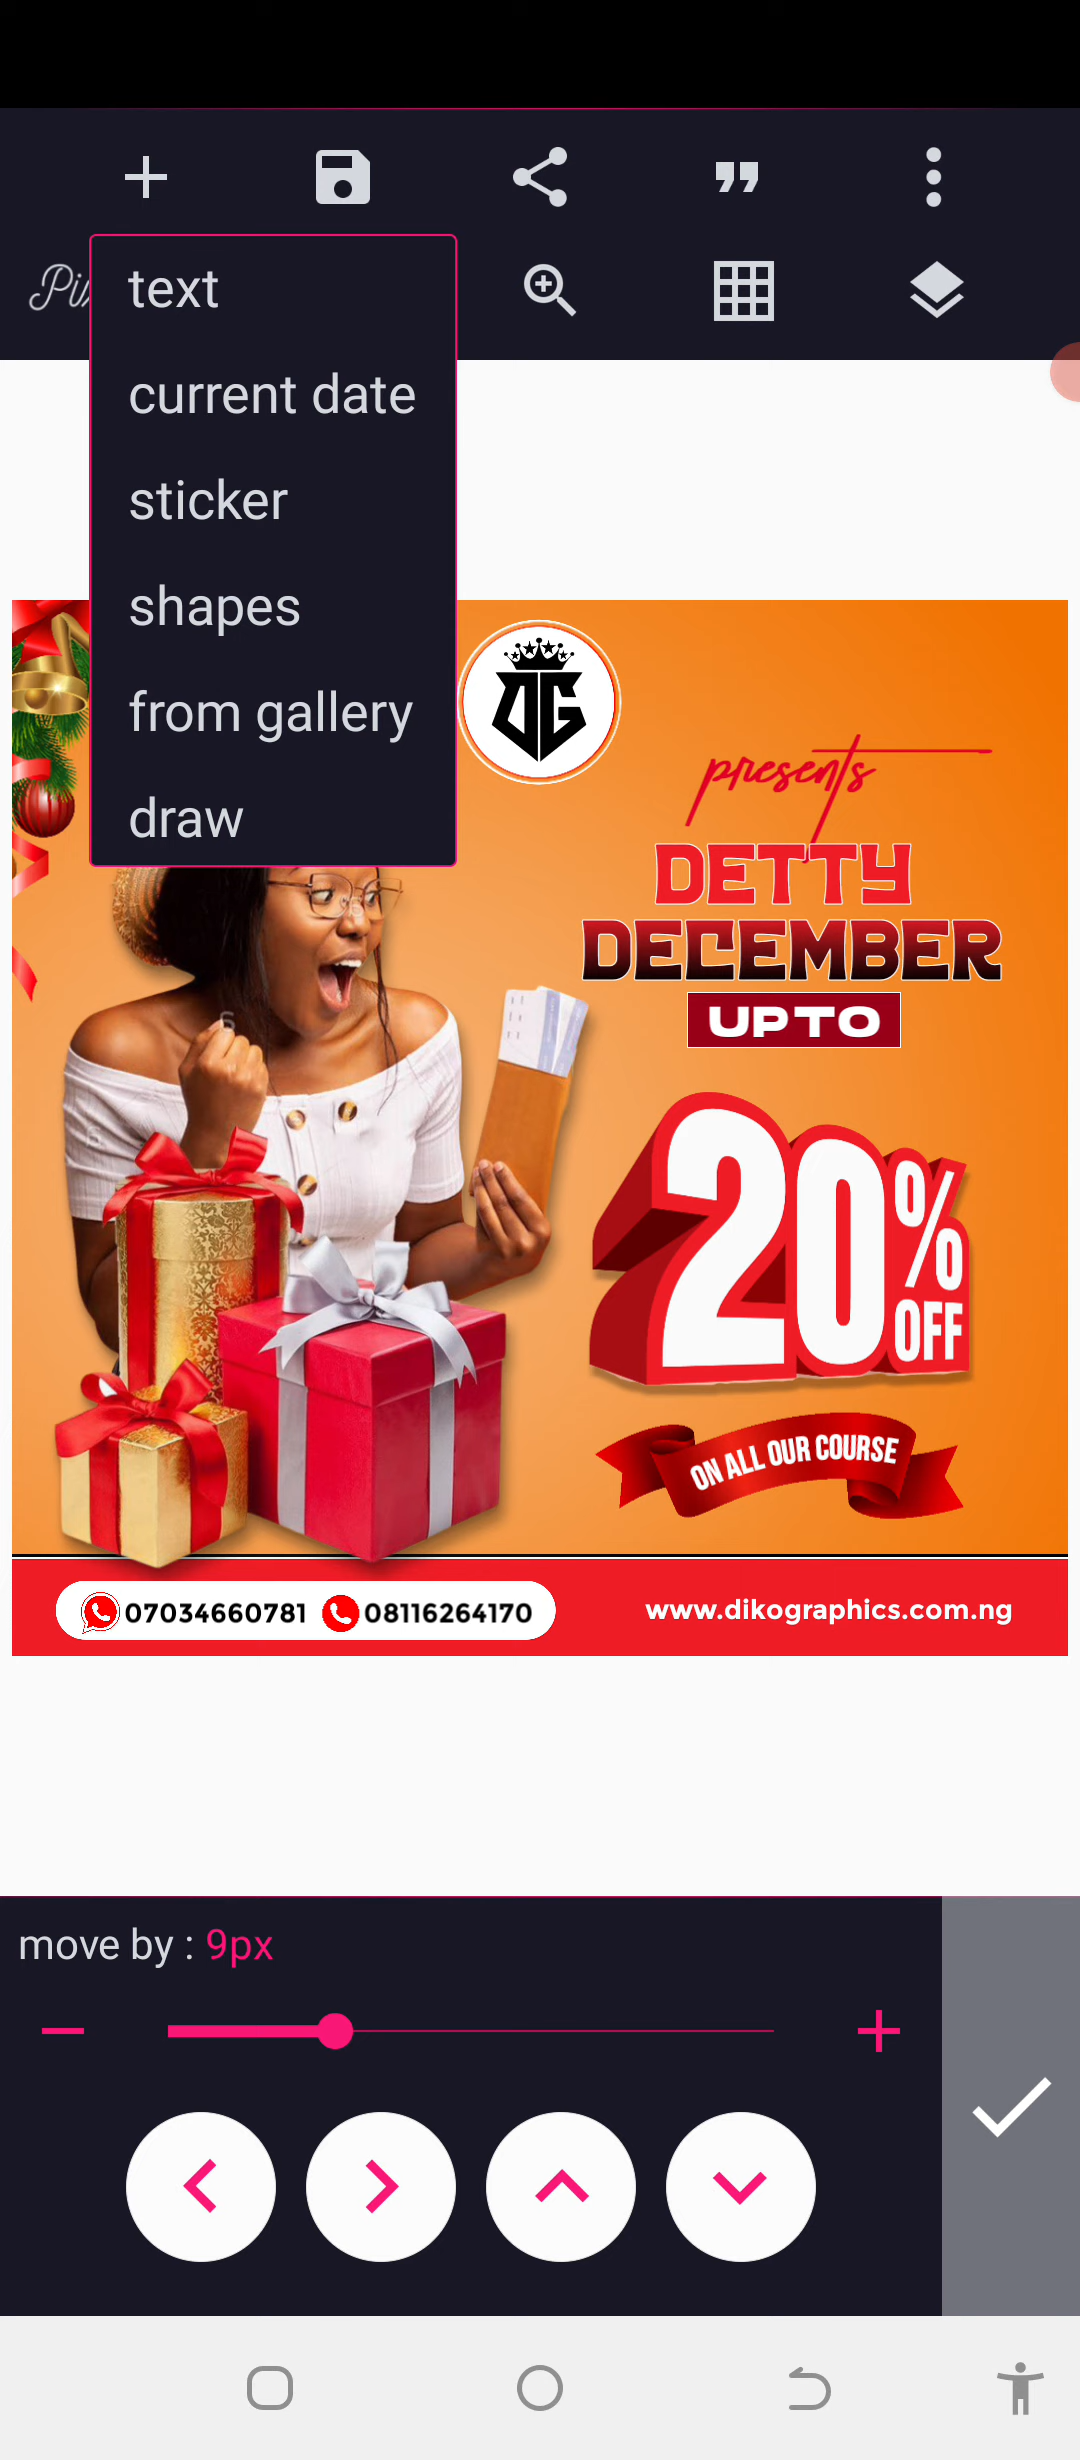 text
current date
sticker
shapes
from gallery
draw
DG
presents
DETTY
DECEMBER
UPTO
20%
OFF
ON ALL OUR COURSE
07034660781 08116264170
www.dikographics.com.ng
move by : 9px